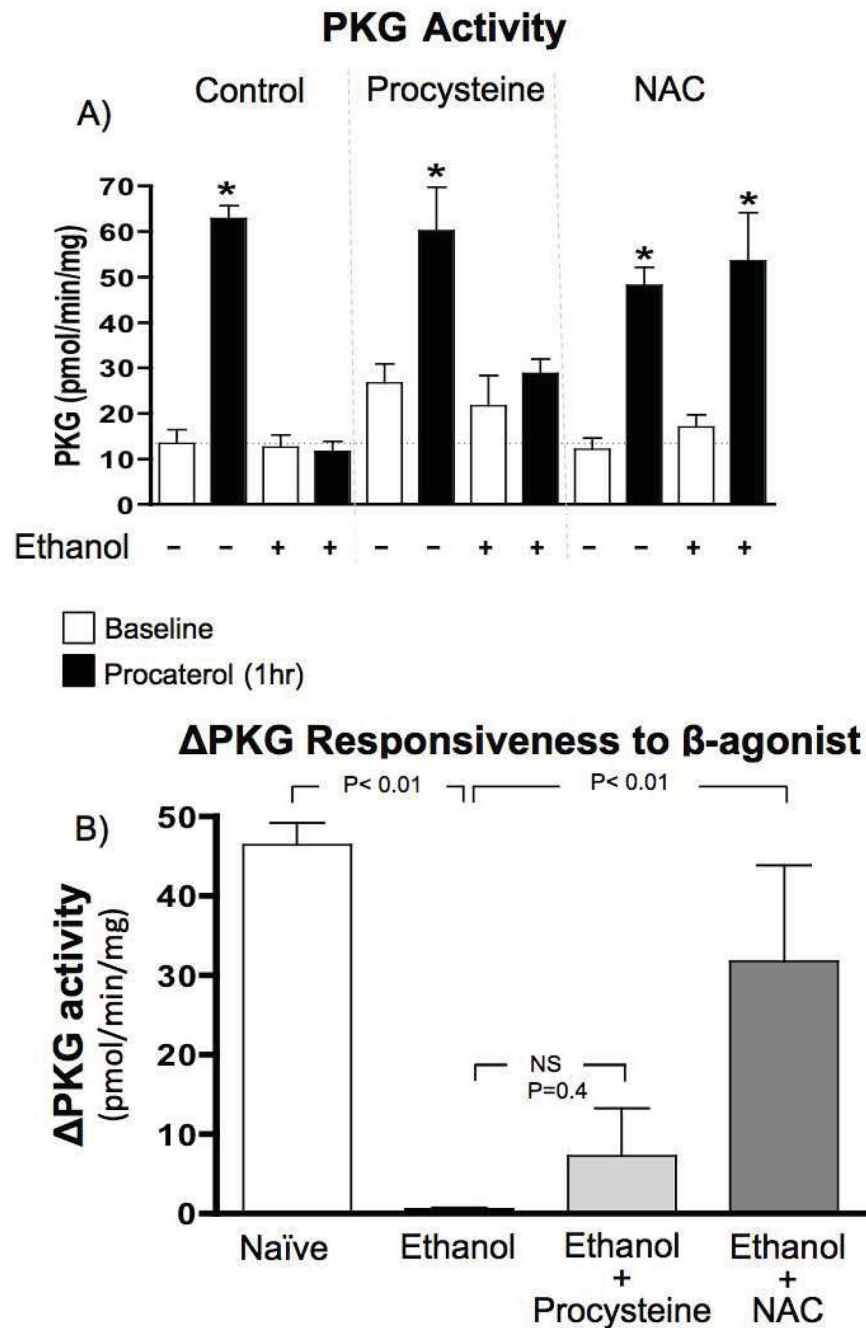 PKG Activity
A)
Control Procysteine NAC
PKG (pmol/min/mg)
70
60
50
40
30
20
10
0
* * * *
Ethanol - - + + - - + + - - + +
Baseline
Procaterol (1hr)
ΔPKG Responsiveness to β-agonist
P< 0.01 P< 0.01
B)
ΔPKG activity
(pmol/min/mg)
50
40
30
20
10
0
NS
P=0.4
Naïve Ethanol Ethanol Ethanol
+ +
Procysteine NAC